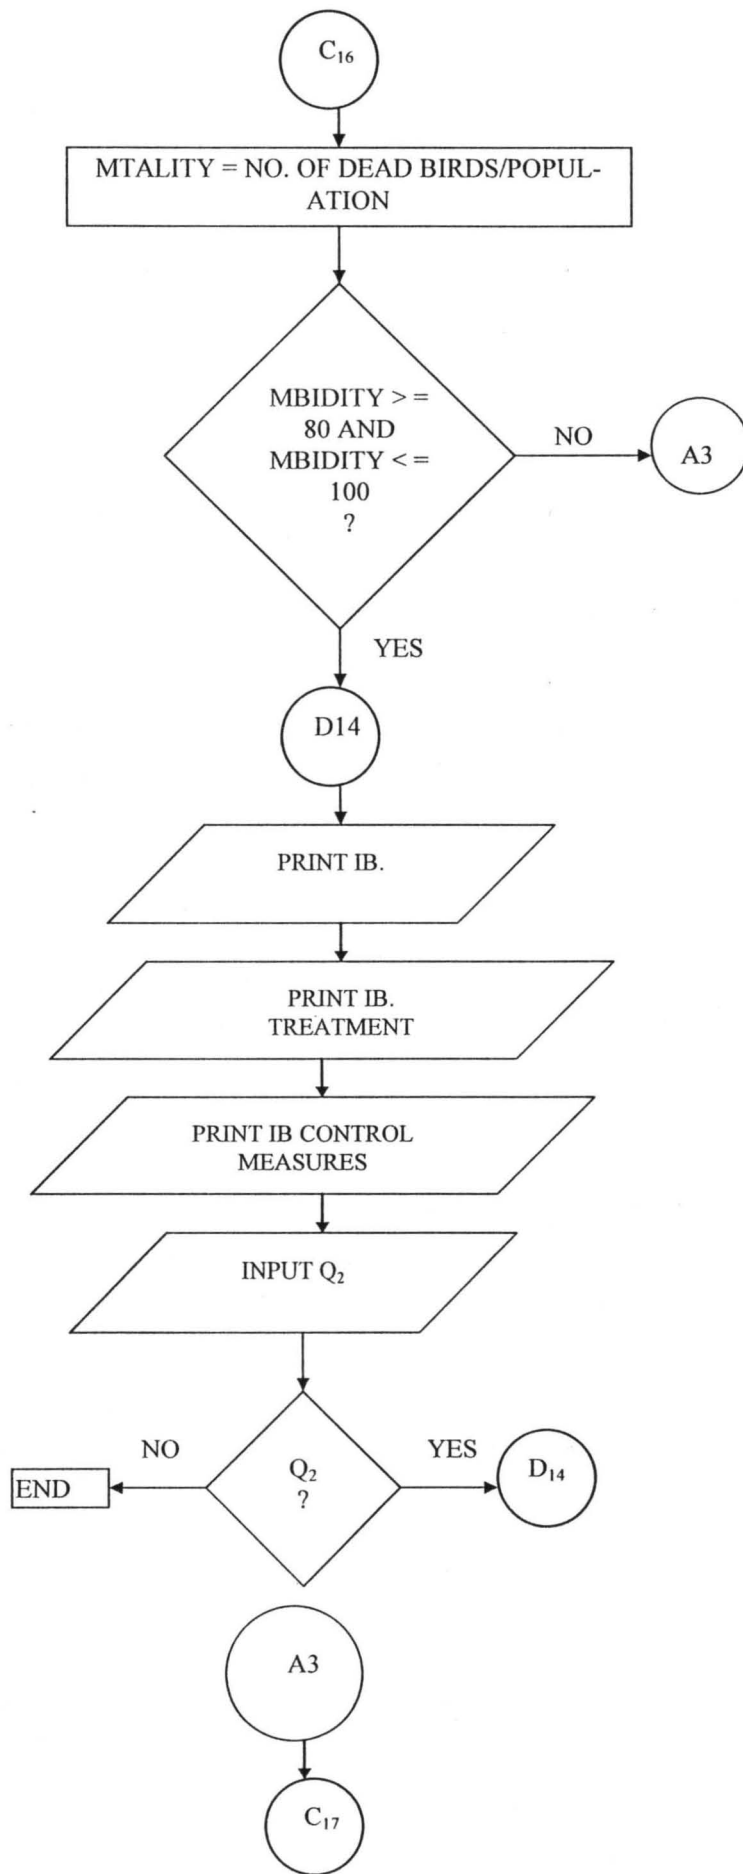 C₁₆
MTALITY = NO. OF DEAD BIRDS/POPUL-
ATION
MBIDITY > =
80 AND
MBIDITY < =
100
?
NO
A3
YES
D14
PRINT IB.
PRINT IB.
TREATMENT
PRINT IB CONTROL
MEASURES
INPUT Q₂
NO
Q₂
?
YES
D₁₄
END
A3
C₁₇